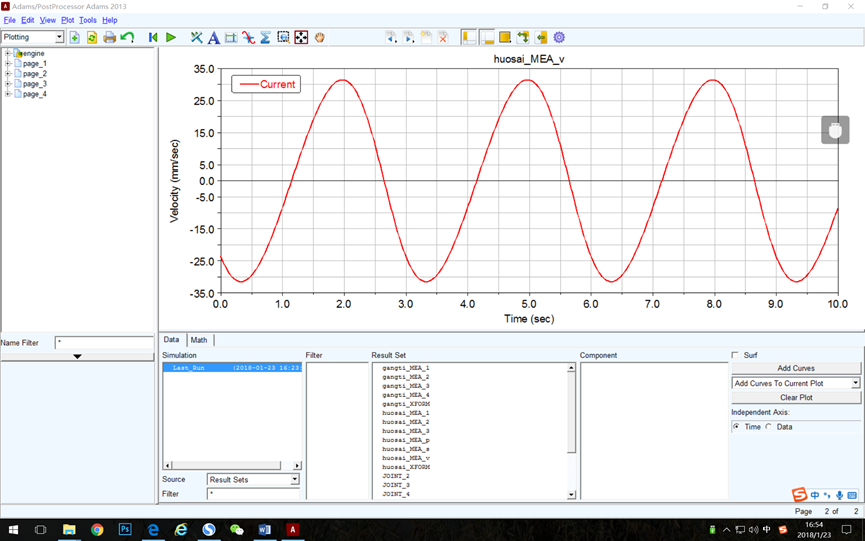 Adams/PostProcessor Adams 2013
File Edit View Plot Tools Help
Plotting
engine
page_1
page_2
page_3
page_4
huosai_MEA_v
Current
35.0
25.0
15.0
5.0
0.0
-5.0
-15.0
-25.0
-35.0
Velocity (mm/sec)
0.0 1.0 2.0 3.0 4.0 5.0 6.0 7.0 8.0 9.0 10.0
Time (sec)
Name Filter *
Data Math
Simulation Filter Result Set Component Surf
Last_Run (2018-01-23 16:23:
gangti_MEA_1
gangti_MEA_2
gangti_MEA_3
gangti_MEA_4
gangti_XFORM
huosai_MEA_1
huosai_MEA_2
huosai_MEA_3
huosai_MEA_p
huosai_MEA_s
huosai_MEA_v
huosai_XFORM
JOINT_2
JOINT_3
JOINT_4
Add Curves
Add Curves To Current Plot
Clear Plot
Independent Axis:
Time Data
Source Result Sets
Filter *
中
Page 2 of 2
中
16:54
2018/1/23